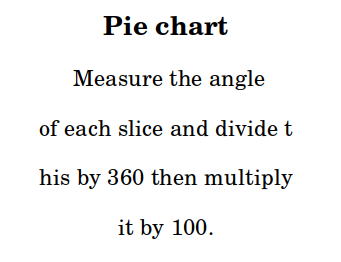 Pie chart
Measure the angle
of each slice and divide t
his by 360 then multiply
it by 100.